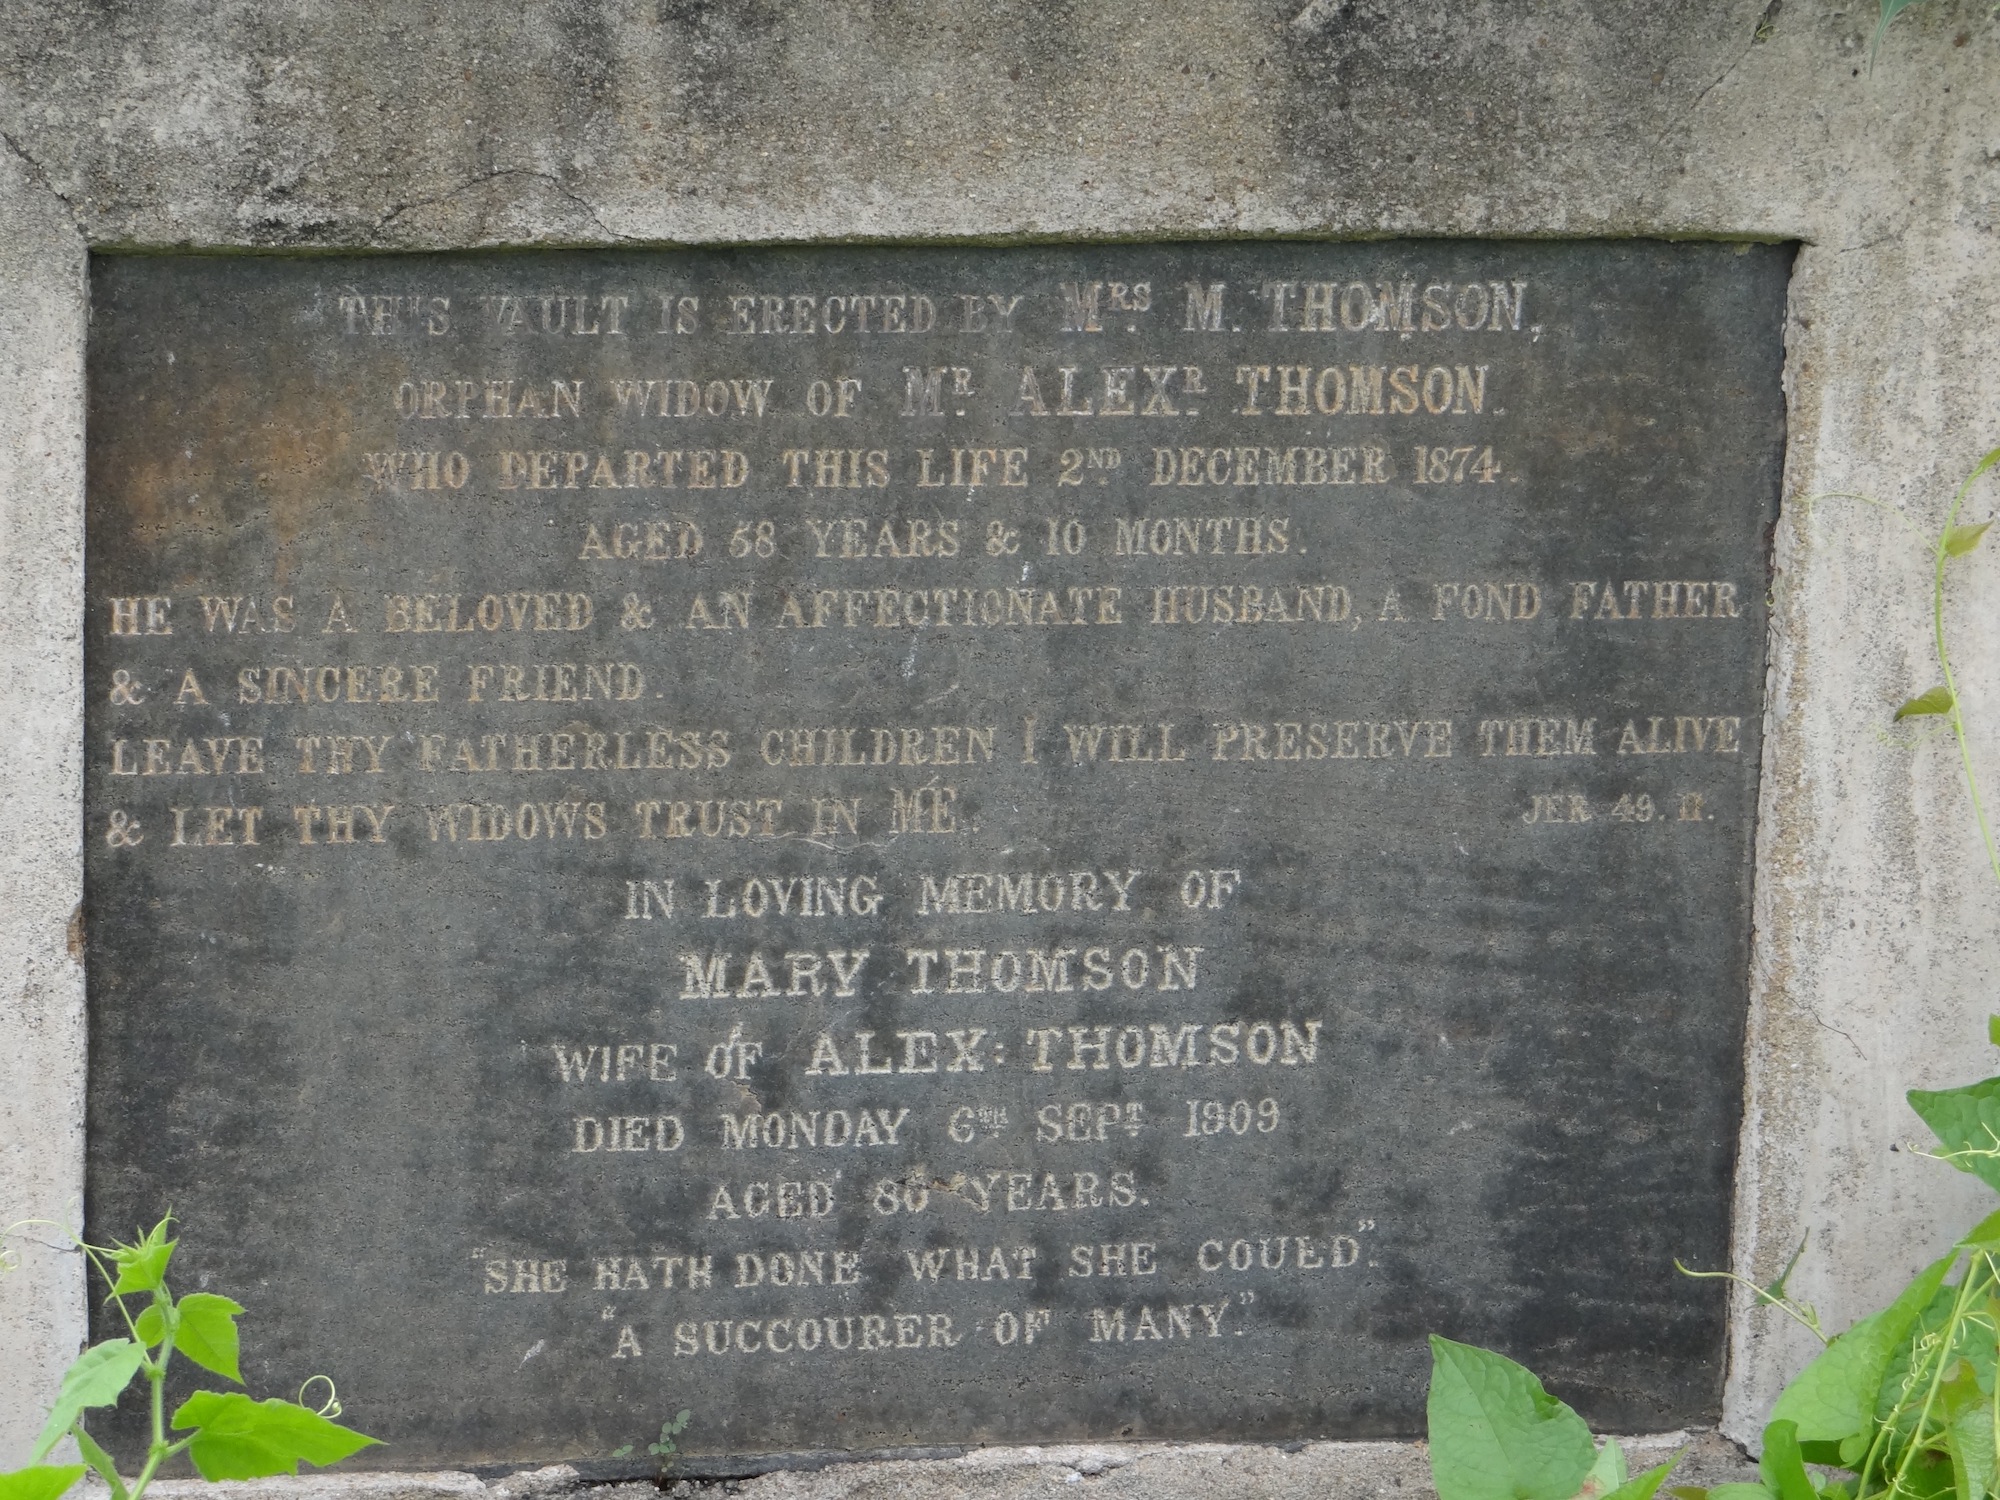 THIS VAULT IS ERECTED BY MRS. M. THOMSON,
ORPHAN WIDOW OF MR. ALEXR. THOMSON.
WHO DEPARTED THIS LIFE 2ND. DECEMBER 1874.
AGED 58 YEARS & 10 MONTHS.
HE WAS A BELOVED & AN AFFECTIONATE HUSBAND, A FOND FATHER
& A SINCERE FRIEND.
LEAVE THY FATHERLESS CHILDREN I WILL PRESERVE THEM ALIVE
& LET THY WIDOWS TRUST IN ME. JER 49. 11.
IN LOVING MEMORY OF
MARY THOMSON
WIFE OF ALEX: THOMSON
DIED MONDAY 6TH SEPT. 1909
AGED 80 YEARS.
"SHE HATH DONE WHAT SHE COULD".
"A SUCCOURER OF MANY."